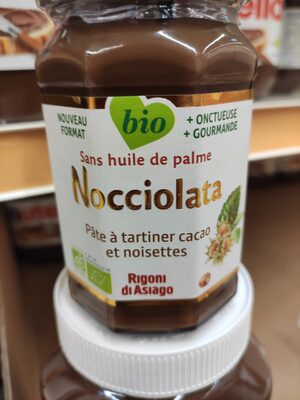 bio
NOUVEAU
FORMAT
+ ONCTUEUSE
+ GOURMANDE
Sans huile de palme
Nocciolata
Pâte à tartiner cacao
et noisettes
Rigoni
di Asiago